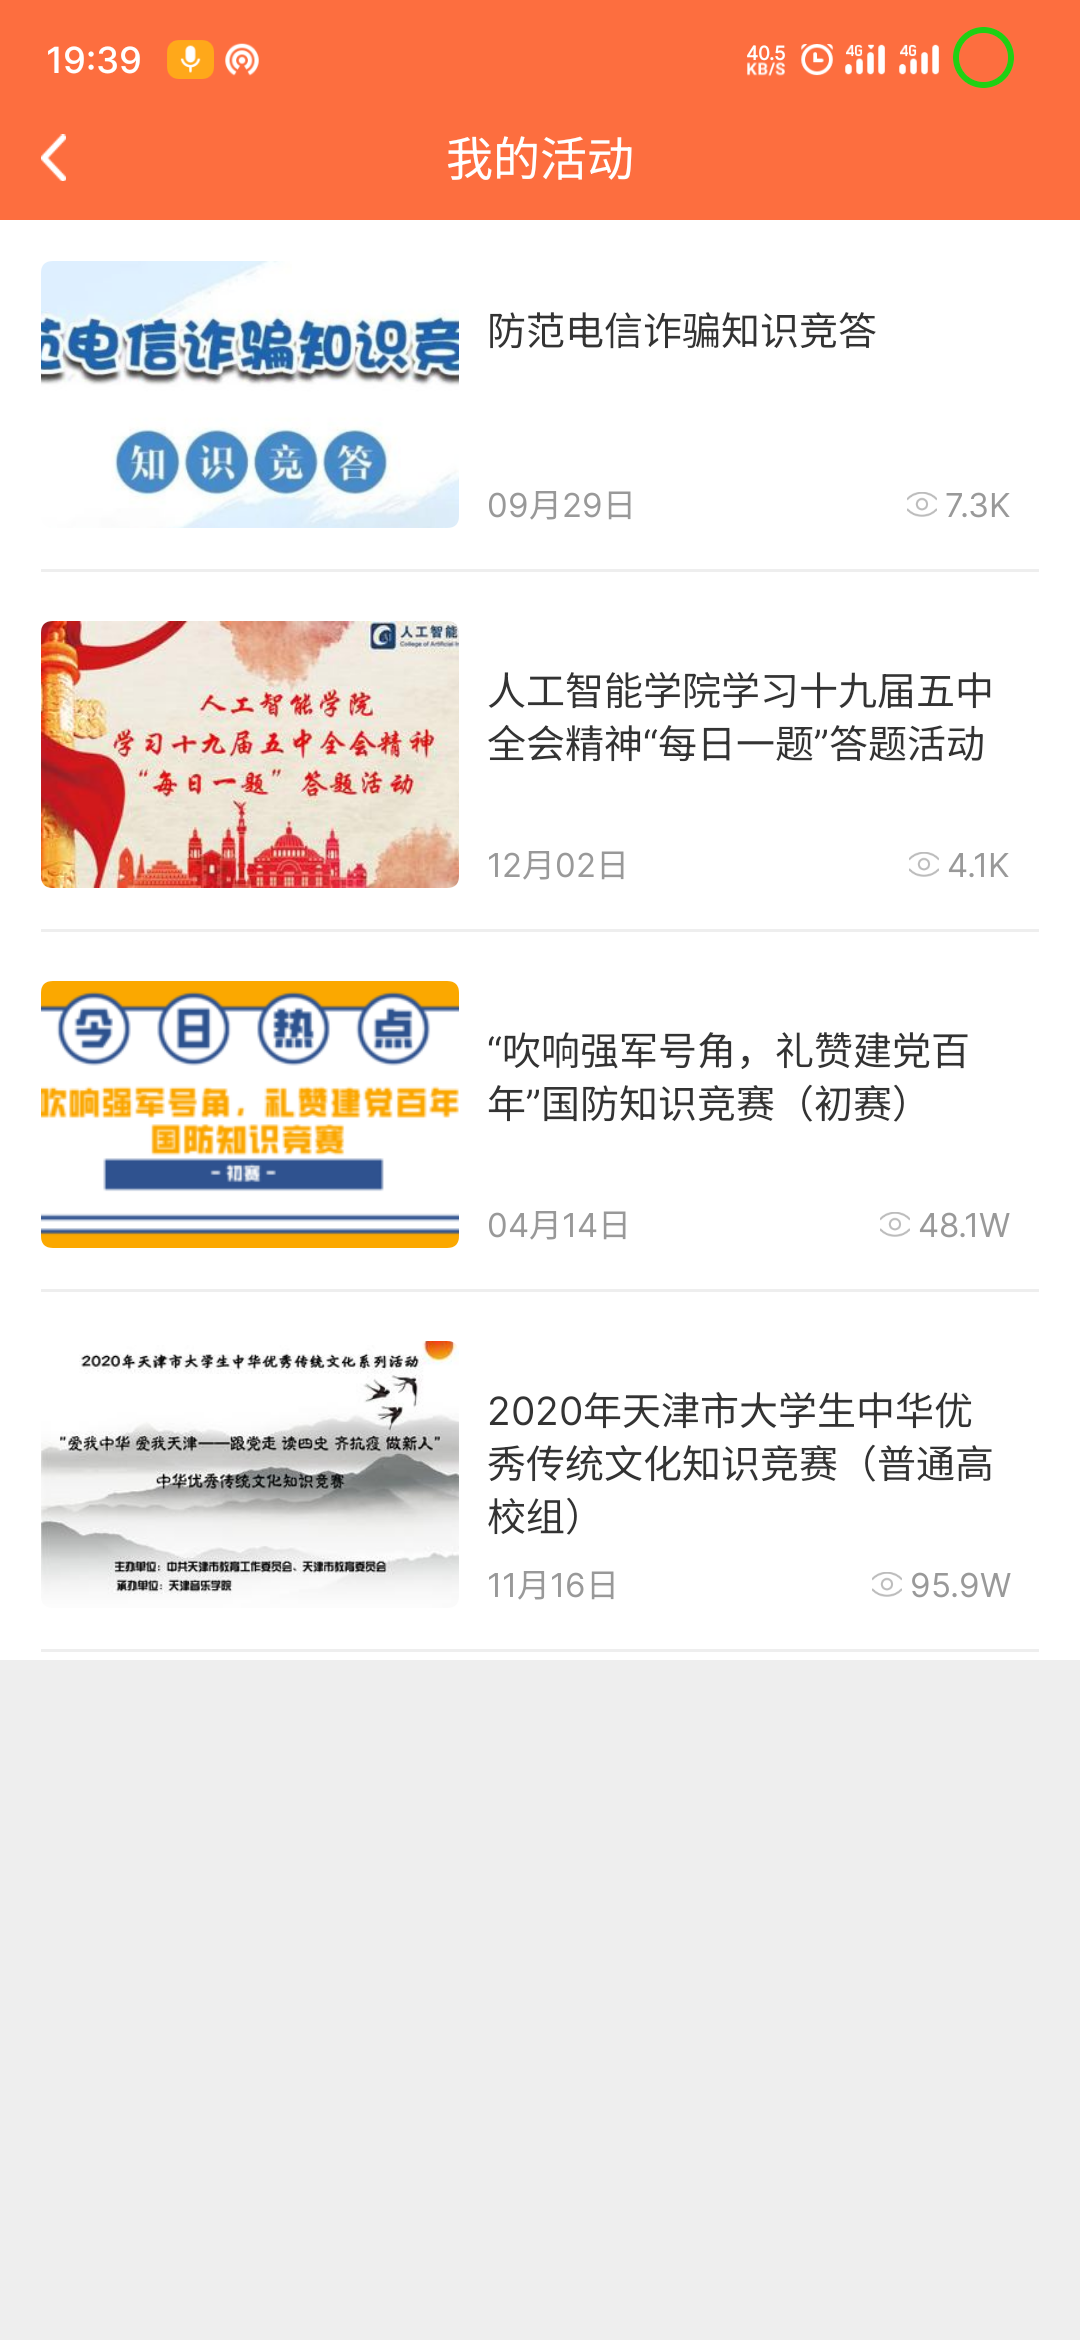 19:39
40.5
KB/S
4G
4G
我的活动
范电信诈骗知识竞
知识竞答
防范电信诈骗知识竞答
09月29日
7.3K
人工智能
人工智能学院
学习十九届五中全会精神
“每日一题”答题活动
人工智能学院学习十九届五中
全会精神“每日一题”答题活动
12月02日
4.1K
今日热点
吹响强军号角，礼赞建党百年
国防知识竞赛
- 初赛 -
“吹响强军号角，礼赞建党百
年”国防知识竞赛（初赛）
04月14日
48.1W
2020年天津市大学生中华优秀传统文化系列活动
“爱我中华 爱我天津——跟党走 读四史 齐抗疫 做新人”
中华优秀传统文化知识竞赛
主办单位：中共天津市教育工作委员会、天津市教育委员会
承办单位：天津音乐学院
2020年天津市大学生中华优
秀传统文化知识竞赛（普通高
校组）
11月16日
95.9W